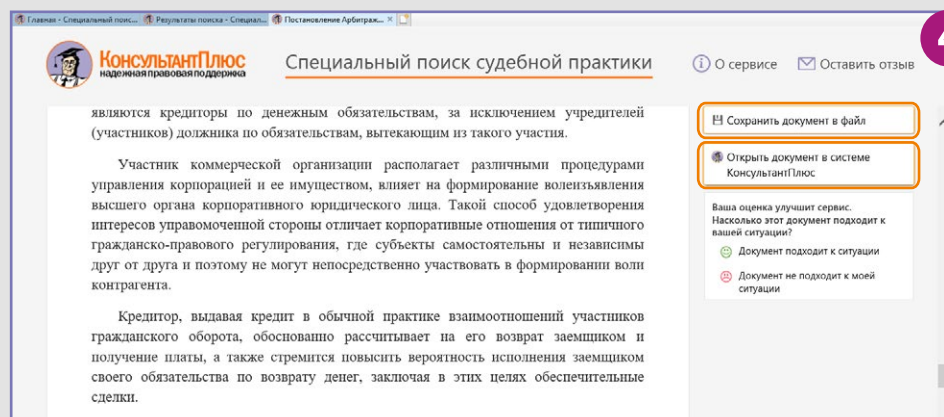 Главная - Специальный поис...
Результаты поиска - Специал...
Постановление Арбитраж...
4
КонсультантПлюс
надежная правовая поддержка
Специальный поиск судебной практики
О сервисе
Оставить отзыв
являются кредиторы по денежным обязательствам, за исключением учредителей
(участников) должника по обязательствам, вытекающим из такого участия.
Участник коммерческой организации располагает различными процедурами
управления корпорацией и ее имуществом, влияет на формирование волеизъявления
высшего органа корпоративного юридического лица. Такой способ удовлетворения
интересов управомоченной стороны отличает корпоративные отношения от типичного
гражданско-правового регулирования, где субъекты самостоятельны и независимы
друг от друга и поэтому не могут непосредственно участвовать в формировании воли
контрагента.
Кредитор, выдавая кредит в обычной практике взаимоотношений участников
гражданского оборота, обоснованно рассчитывает на его возврат заемщиком и
получение платы, а также стремится повысить вероятность исполнения заемщиком
своего обязательства по возврату денег, заключая в этих целях обеспечительные
сделки.
Сохранить документ в файл
Открыть документ в системе
КонсультантПлюс
Ваша оценка улучшит сервис.
Насколько этот документ подходит к
вашей ситуации?
Документ подходит к ситуации
Документ не подходит к моей
ситуации